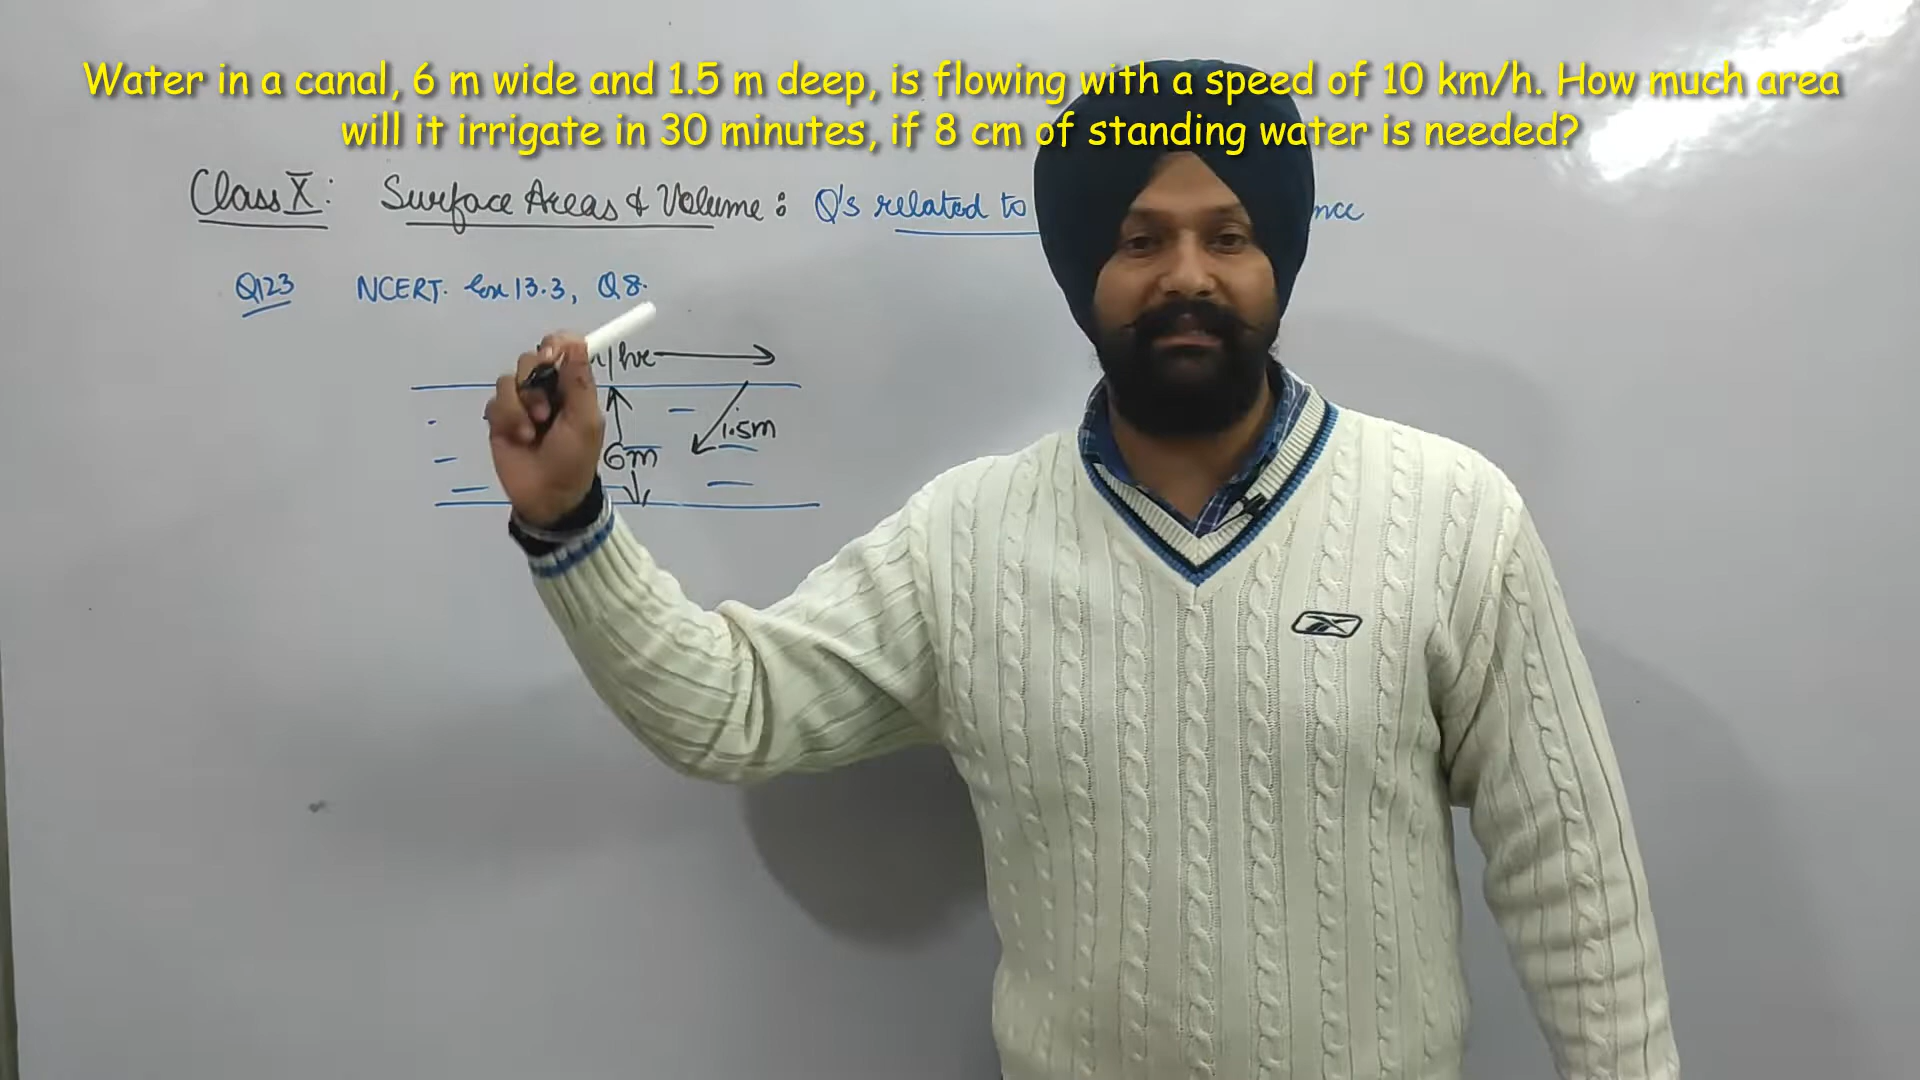 Water in a canal, 6 m wide and 1.5 m deep, is flowing with a speed of 10 km/h. How much area
will it irrigate in 30 minutes, if 8 cm of standing water is needed?
Class X: Surface Areas & Volume: Q's related to
Q123 NCERT. Ex 13.3, Q8.
/hr
1.5m
6m